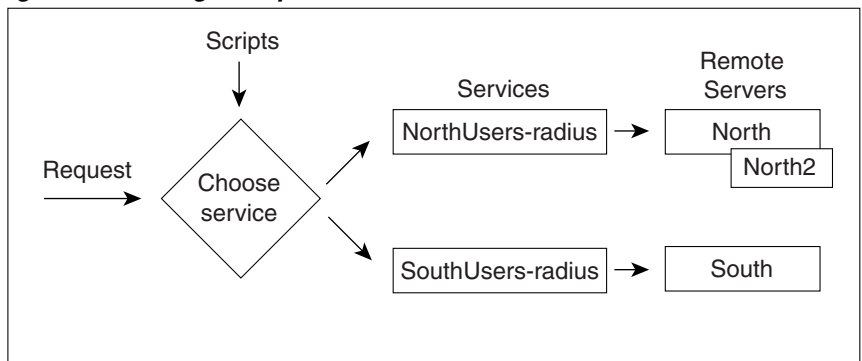 Scripts
Request
Choose
service
Services
NorthUsers-radius
SouthUsers-radius
Remote
Servers
North
North2
South